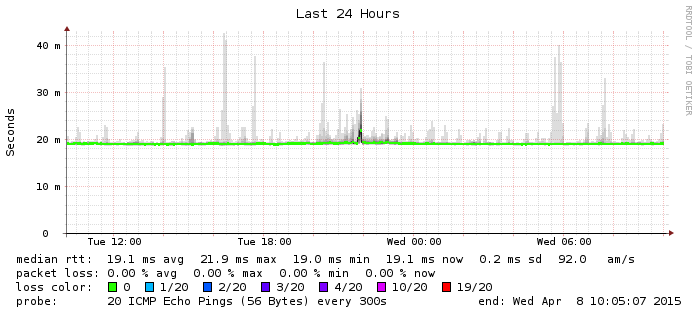 Last 24 Hours
RRDTOOL / TOBI OETIKER
Seconds
40 m
30 m
20 m
10 m
0
Tue 12:00 Tue 18:00 Wed 00:00 Wed 06:00
median rtt: 19.1 ms avg 21.9 ms max 19.0 ms min 19.1 ms now 0.2 ms sd 92.0 am/s
packet loss: 0.00 % avg 0.00 % max 0.00 % min 0.00 % now
loss color: 0 1/20 2/20 3/20 4/20 10/20 19/20
probe: 20 ICMP Echo Pings (56 Bytes) every 300s end: Wed Apr 8 10:05:07 2015